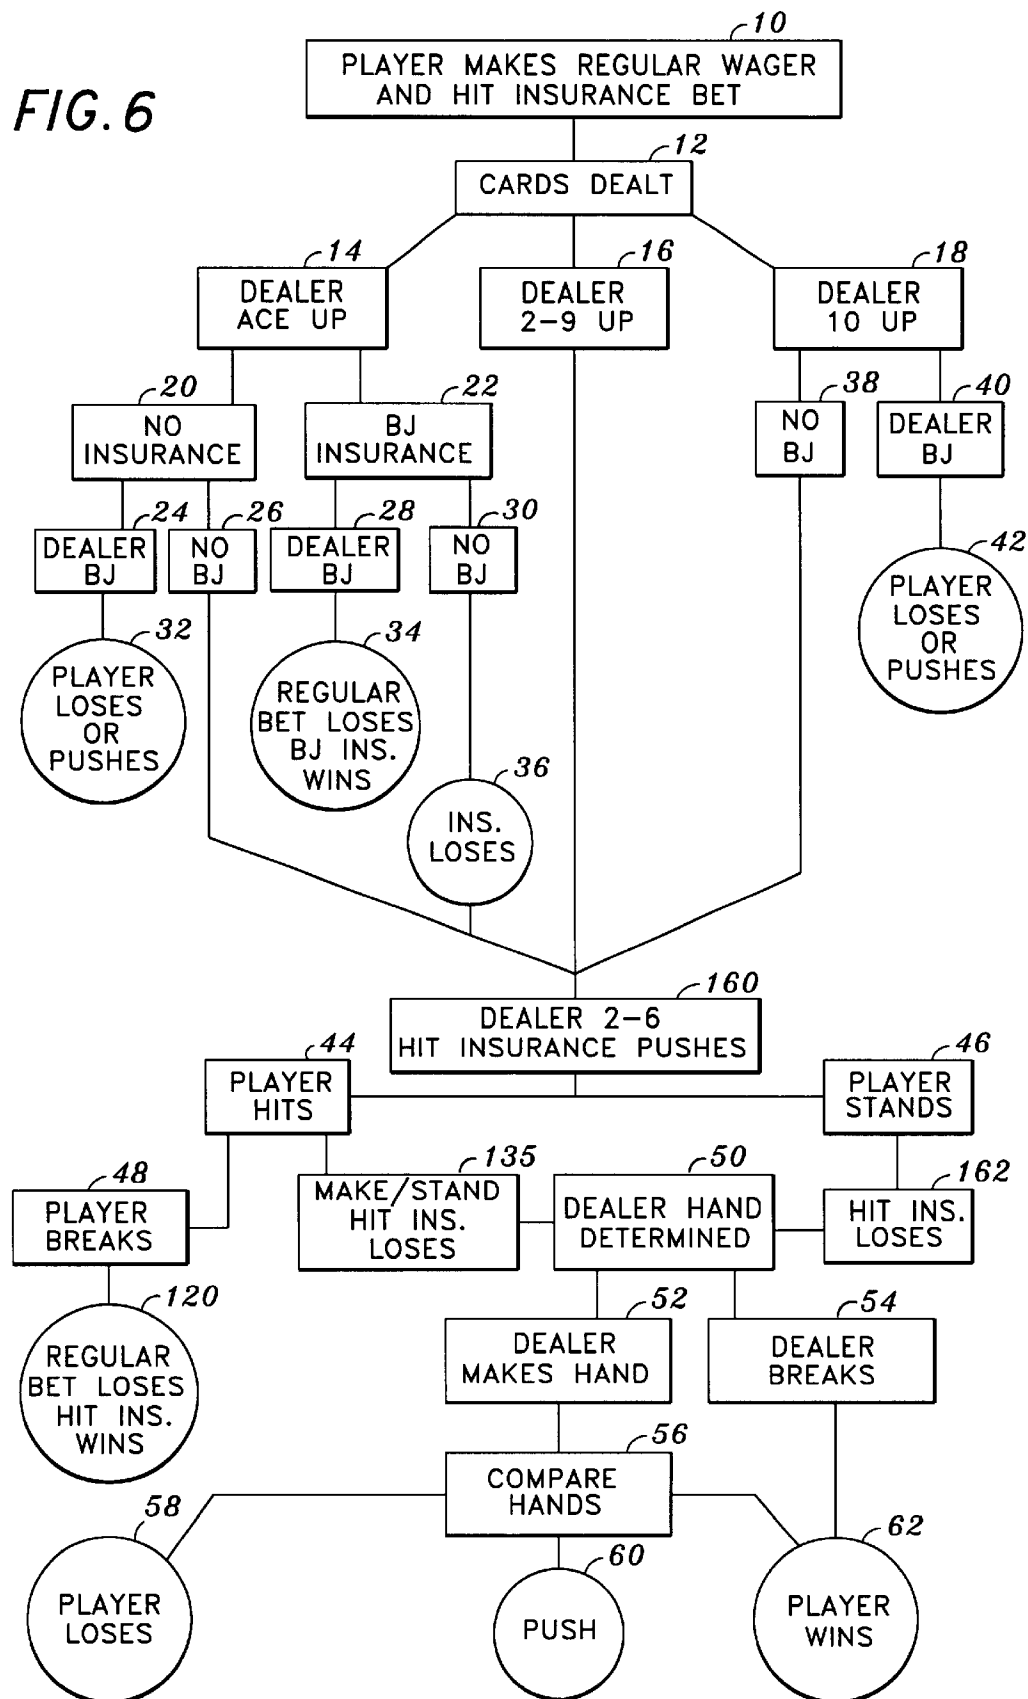 10
PLAYER MAKES REGULAR WAGER
AND HIT INSURANCE BET
FIG. 6
12
CARDS DEALT
14
DEALER
ACE UP
16
DEALER
2-9 UP
18
DEALER
10 UP
20
NO
INSURANCE
22
BJ
INSURANCE
38
NO
BJ
40
DEALER
BJ
24
DEALER
BJ
26
NO
BJ
28
DEALER
BJ
30
NO
BJ
42
PLAYER
LOSES
OR
PUSHES
32
PLAYER
LOSES
OR
PUSHES
34
REGULAR
BET LOSES
BJ INS.
WINS
36
INS.
LOSES
160
DEALER 2-6
HIT INSURANCE PUSHES
44
PLAYER
HITS
46
PLAYER
STANDS
48
PLAYER
BREAKS
135
MAKE/STAND
HIT INS.
LOSES
50
DEALER HAND
DETERMINED
162
HIT INS.
LOSES
120
REGULAR
BET LOSES
HIT INS.
WINS
52
DEALER
MAKES HAND
54
DEALER
BREAKS
56
COMPARE
HANDS
58
PLAYER
LOSES
60
PUSH
62
PLAYER
WINS